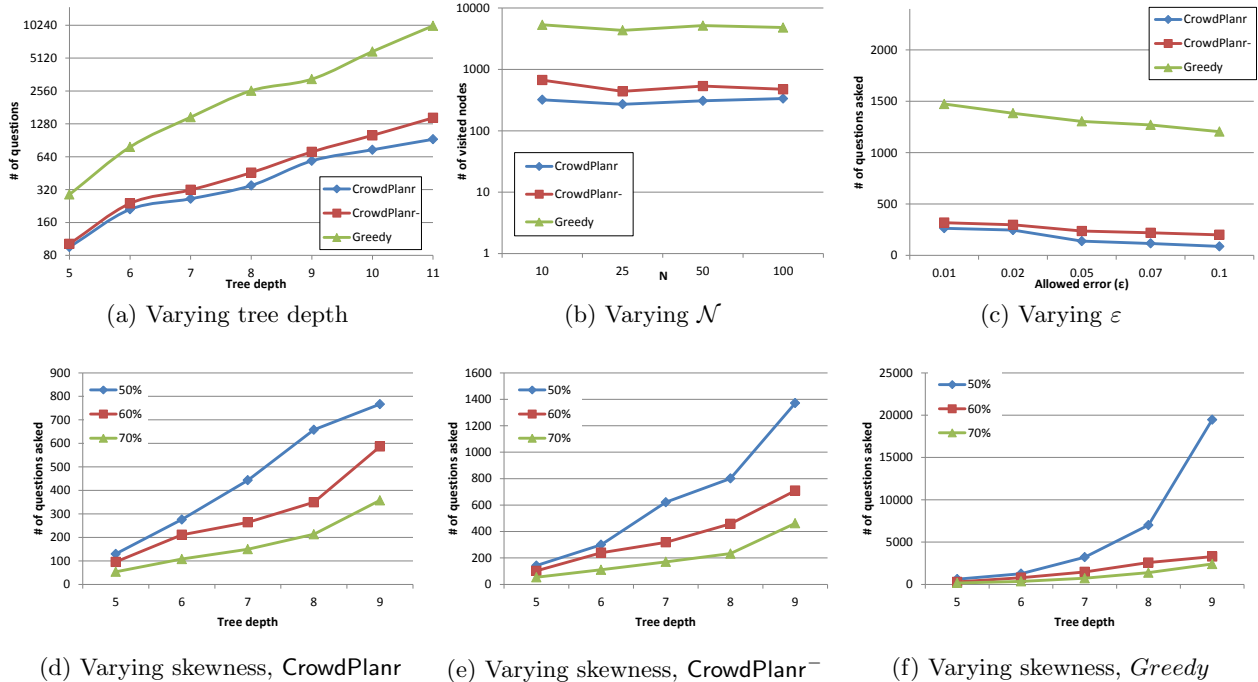 10240
5120
2560
1280
640
320
160
80
# of questions
5 6 7 8 9 10 11
Tree depth
CrowdPlanr
CrowdPlanr-
Greedy
(a) Varying tree depth
10000
1000
100
10
1
# of visited nodes
10 25 50 100
N
CrowdPlanr
CrowdPlanr-
Greedy
(b) Varying 𝒩
2000
1500
1000
500
0
# of questions asked
0.01 0.02 0.05 0.07 0.1
Allowed error (ε)
CrowdPlanr
CrowdPlanr-
Greedy
(c) Varying ε
900
800
700
600
500
400
300
200
100
0
# of questions asked
5 6 7 8 9
Tree depth
50%
60%
70%
(d) Varying skewness, CrowdPlanr
1600
1400
1200
1000
800
600
400
200
0
# of questions asked
5 6 7 8 9
Tree depth
50%
60%
70%
(e) Varying skewness, CrowdPlanr⁻
25000
20000
15000
10000
5000
0
# of questions asked
5 6 7 8 9
Tree depth
50%
60%
70%
(f) Varying skewness, Greedy